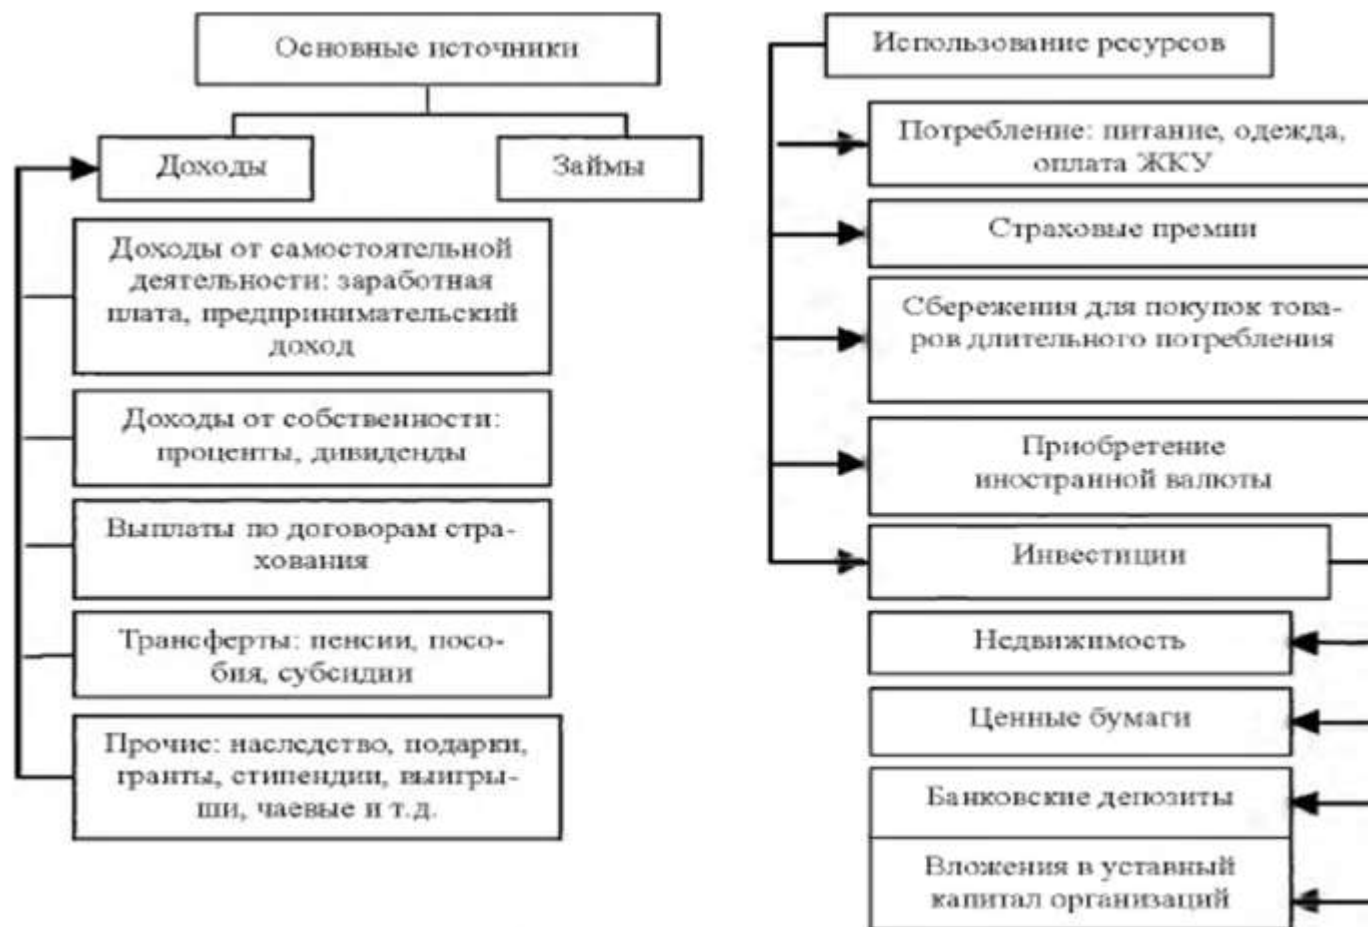 Основные источники
Доходы
Займы
Доходы от самостоятельной
деятельности: заработная
плата, предпринимательский
доход
Доходы от собственности:
проценты, дивиденды
Выплаты по договорам стра-
хования
Трансферты: пенсии, посо-
бия, субсидии
Прочие: наследство, подарки,
гранты, стипендии, выигры-
ши, чаевые и т.д.
Использование ресурсов
Потребление: питание, одежда,
оплата ЖКУ
Страховые премии
Сбережения для покупок това-
ров длительного потребления
Приобретение
иностранной валюты
Инвестиции
Недвижимость
Ценные бумаги
Банковские депозиты
Вложения в уставный
капитал организаций